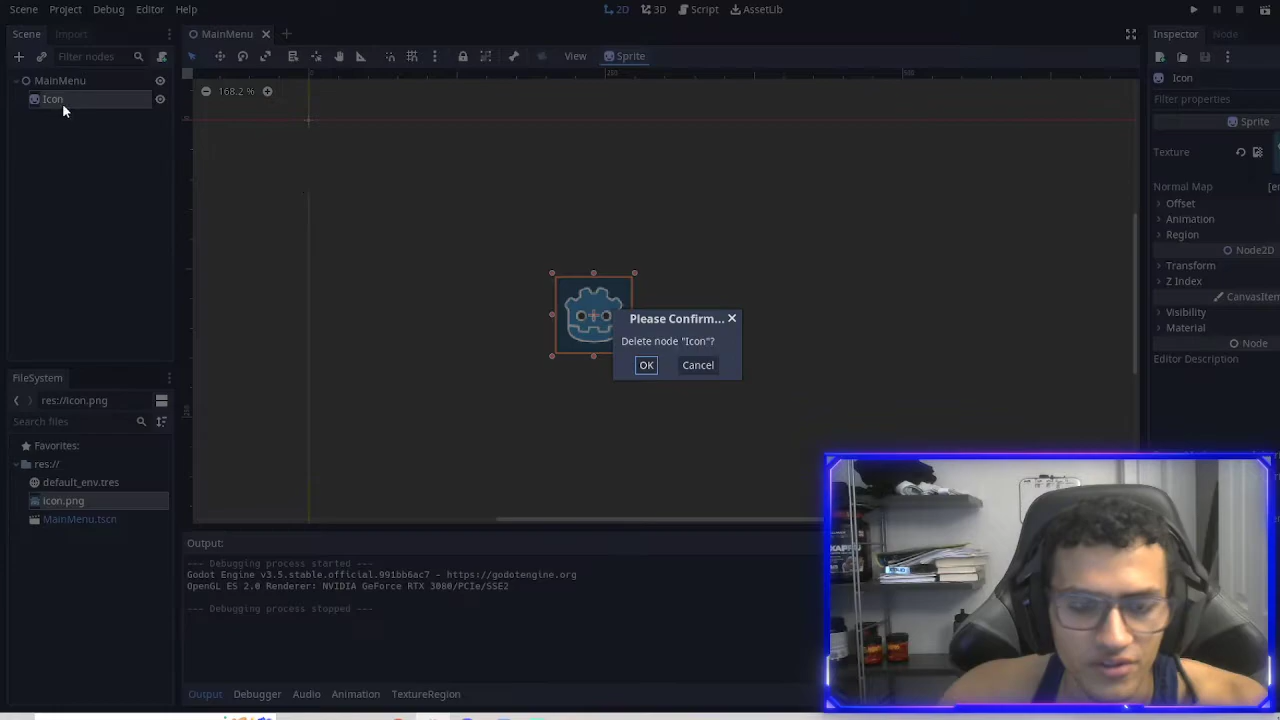 Scene Project Debug Editor Help
2D 3D Script AssetLib
Scene Import
MainMenu
Inspector Node
Filter nodes
View Sprite
MainMenu
Icon
168.2 %
0 250 500
Icon
Filter properties
Sprite
Texture
Normal Map
Offset
Animation
Region
Node2D
Transform
Z Index
CanvasItem
Visibility
Material
Node
Editor Description
Please Confirm...
Delete node "Icon"?
OK Cancel
FileSystem
res://icon.png
Search files
Favorites:
res://
default_env.tres
icon.png
MainMenu.tscn
Output:
--- Debugging process started ---
Godot Engine v3.5.stable.official.991bb6ac7 - https://godotengine.org
OpenGL ES 2.0 Renderer: NVIDIA GeForce RTX 3080/PCIe/SSE2
--- Debugging process stopped ---
Output Debugger Audio Animation TextureRegion